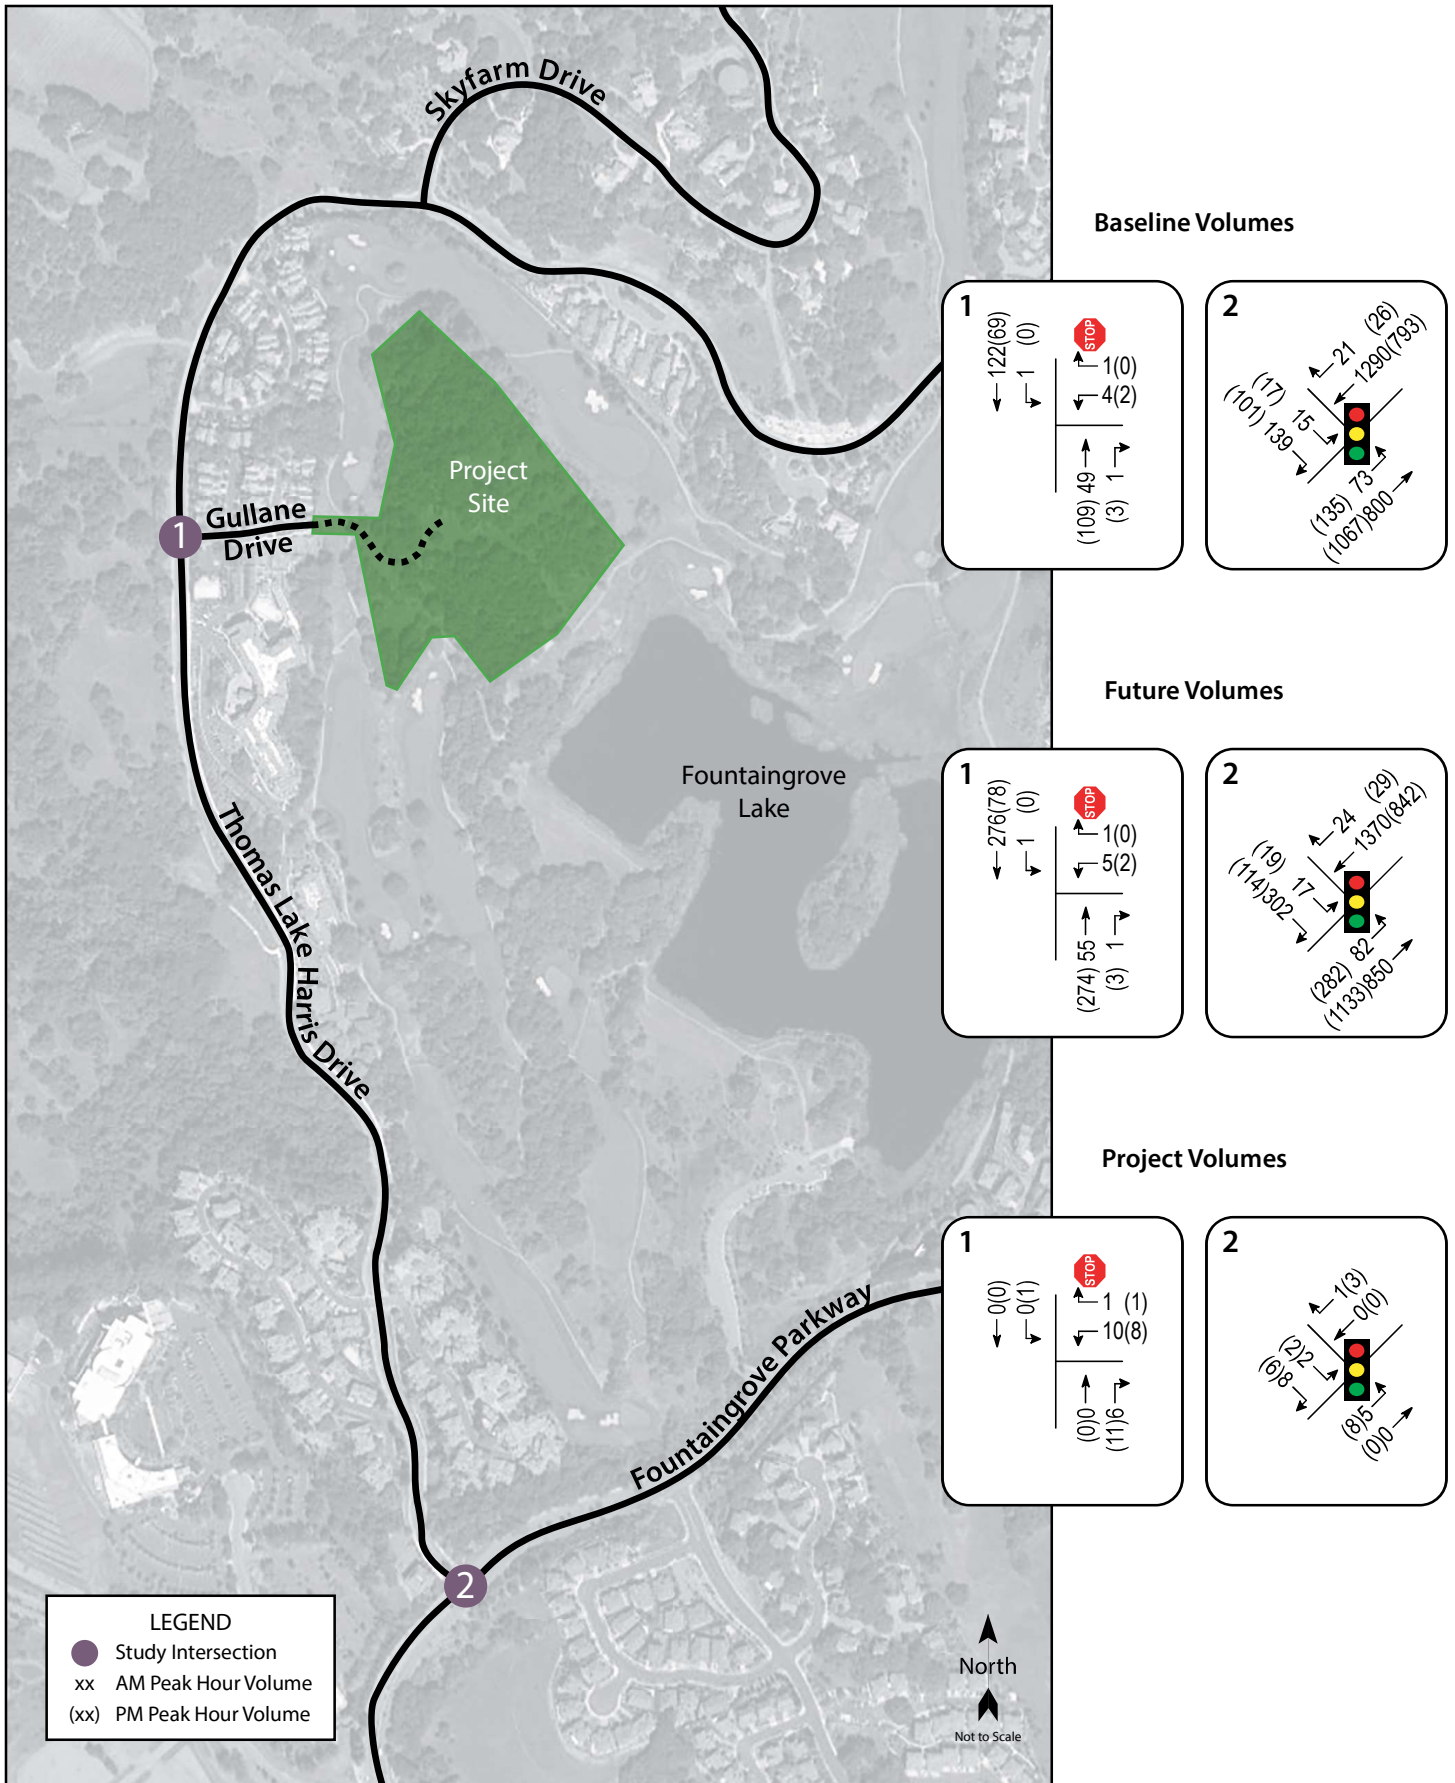 Skyfarm Drive
Project
Site
1
Gullane
Drive
Fountaingrove
Lake
Thomas Lake Harris Drive
Fountaingrove Parkway
2
LEGEND
Study Intersection
xx AM Peak Hour Volume
(xx) PM Peak Hour Volume
North
Not to Scale
Baseline Volumes
1
122(69)
1 (0)
STOP
1(0)
4(2)
(109) 49
(3) 1
2
21 (26)
1290(793)
(17) 15
(101) 139
(135) 73
(1067)800
Future Volumes
1
276(78)
1 (0)
STOP
1(0)
5(2)
(274) 55
(3) 1
2
24 (29)
1370(842)
(19) 17
(114)302
(282) 82
(1133)850
Project Volumes
1
0(0)
0(1)
STOP
1 (1)
10(8)
(0)0
(11)6
2
1(3)
0(0)
(2)2
(6)8
(8)5
(0)0